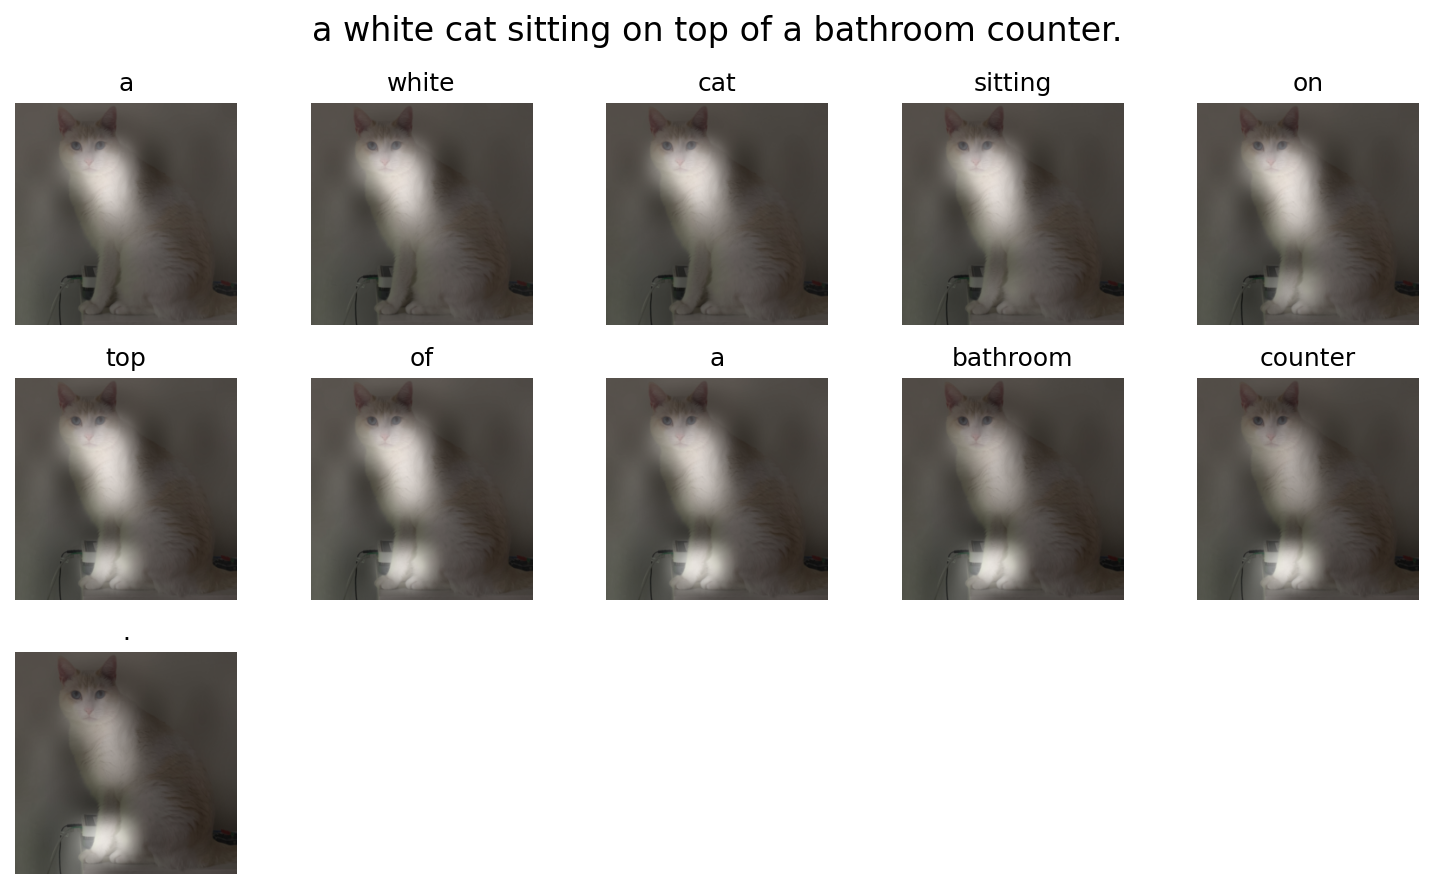 a white cat sitting on top of a bathroom counter.
a white cat sitting on
top of a bathroom counter
.